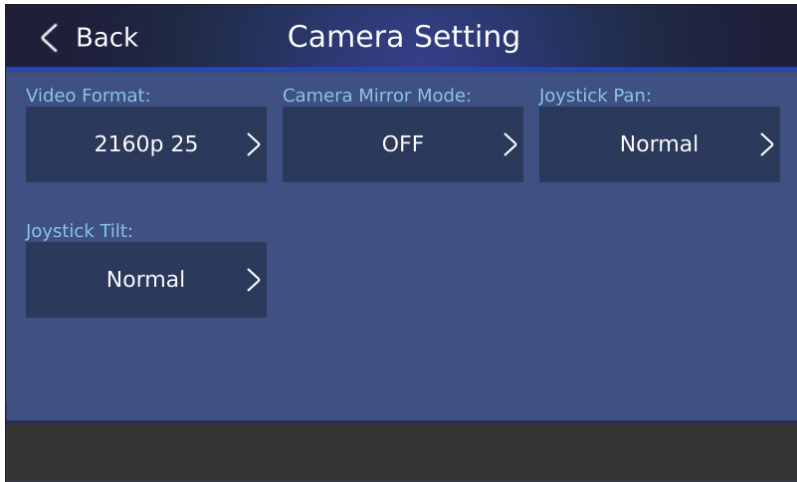 Back
Camera Setting
Video Format:
Camera Mirror Mode:
Joystick Pan:
2160p 25
OFF
Normal
Joystick Tilt:
Normal